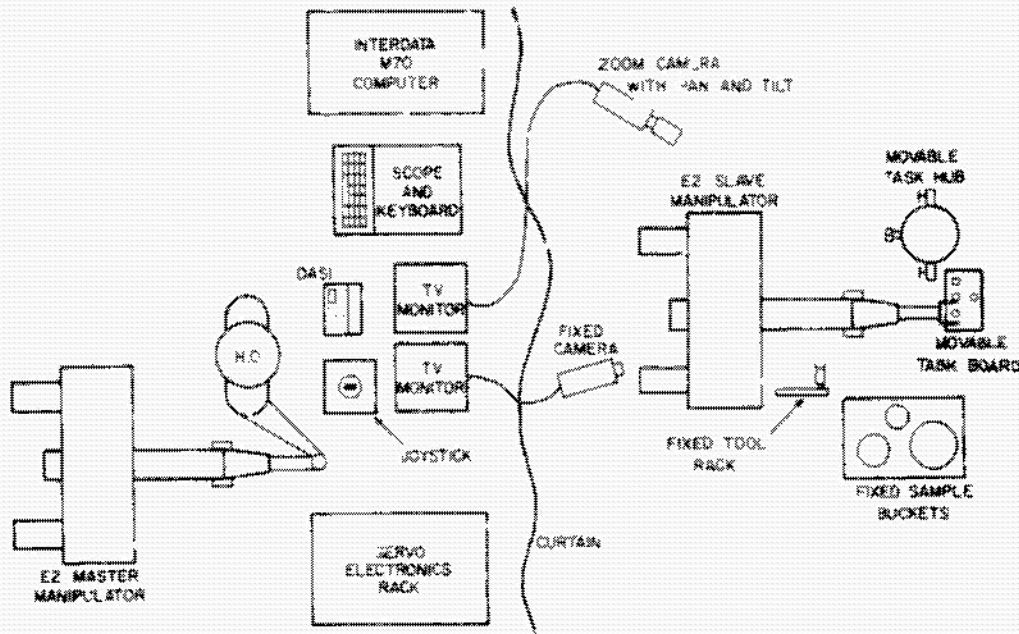 INTERDATA
M70
COMPUTER
ZOOM CAMERA
WITH PAN AND TILT
SCOPE
AND
KEYBOARD
E2 SLAVE
MANIPULATOR
MOVABLE
TASK HUB
H
B
H
DASI
TV
MONITOR
TV
MONITOR
FIXED
CAMERA
MOVABLE
TASK BOARD
H.O
JOYSTICK
FIXED TOOL
RACK
FIXED SAMPLE
BUCKETS
CURTAIN
SERVO
ELECTRONICS
RACK
E2 MASTER
MANIPULATOR